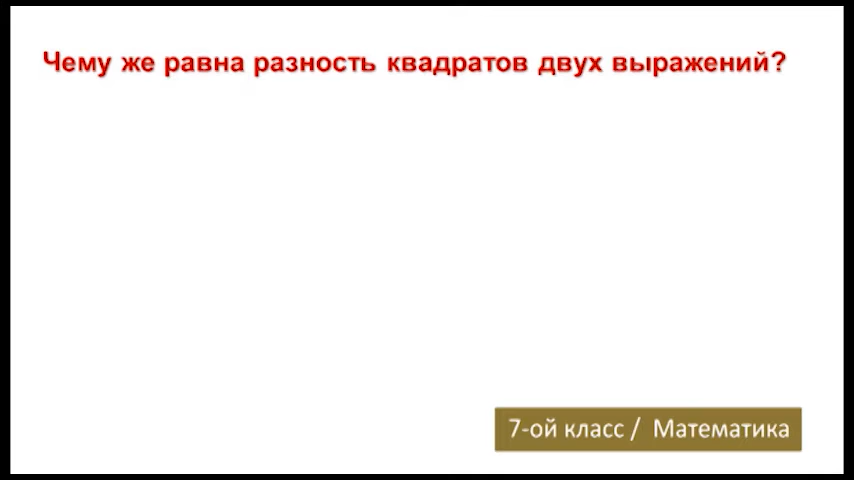 Чему же равна разность квадратов двух выражений?
7-ой класс / Математика